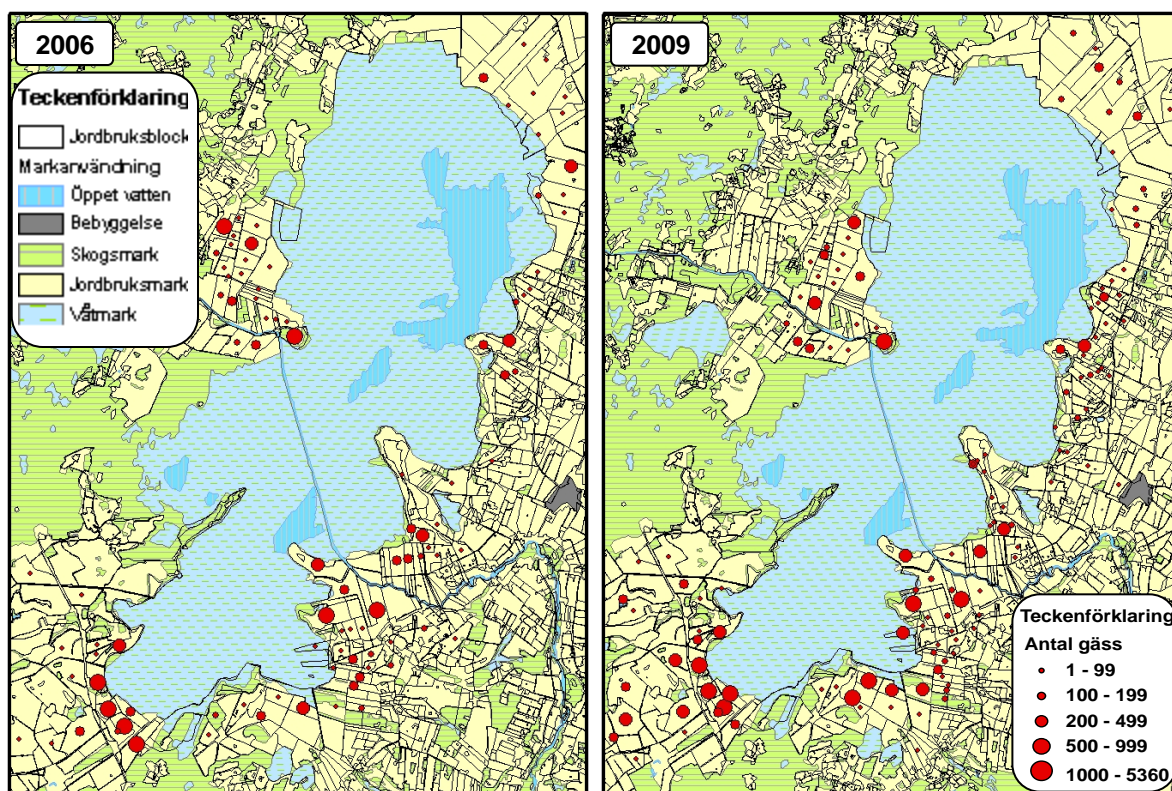 2006
Teckenförklaring
Jordbruksblock
Markanvändning
Öppet vatten
Bebyggelse
Skogsmark
Jordbruksmark
Våtmark
2009
Teckenförklaring
Antal gäss
1 - 99
100 - 199
200 - 499
500 - 999
1000 - 5360